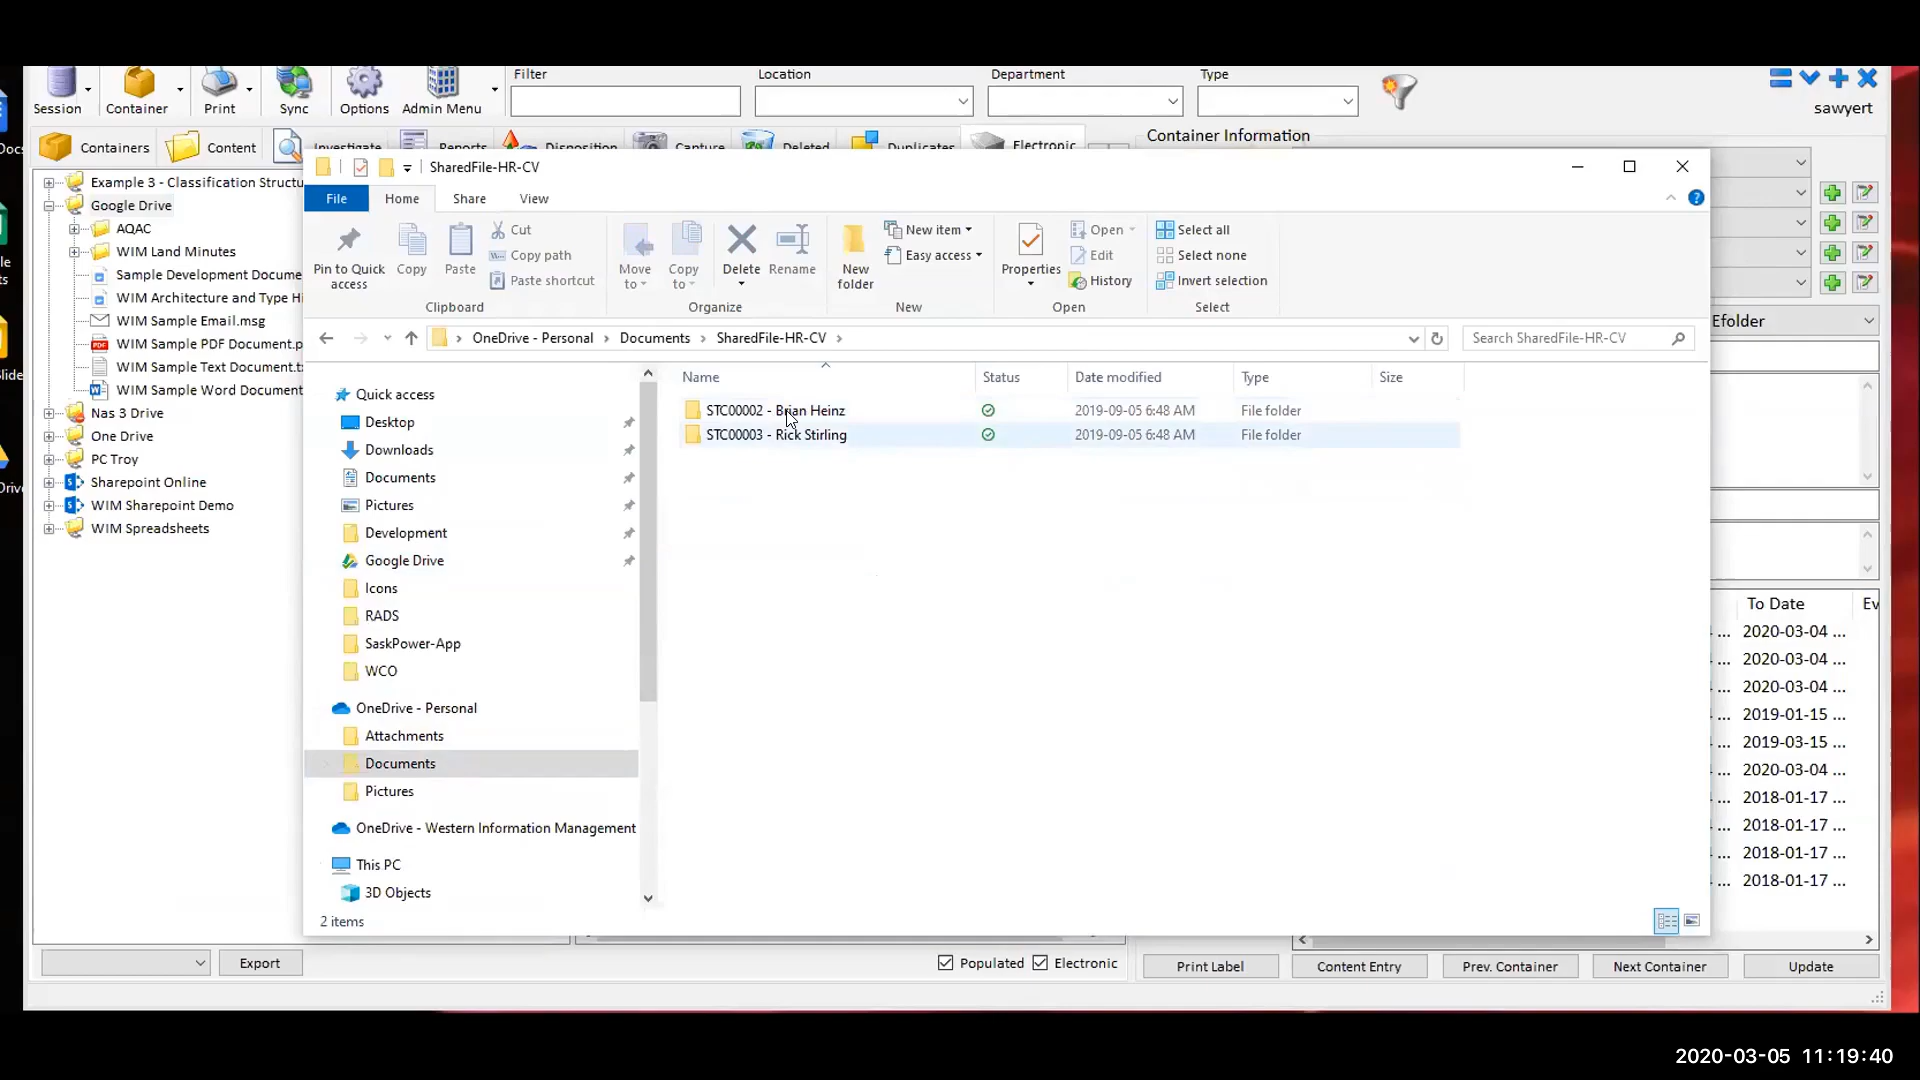 Filter
Location
Department
Type
Session
Container
Print
Sync
Options
Admin Menu
sawyert
Containers
Content
Investigate
Reports
Disposition
Capture
Deleted
Duplicates
Electronic
Container Information
SharedFile-HR-CV
Example 3 - Classification Structu
Google Drive
AQAC
WIM Land Minutes
Sample Development Docume
WIM Architecture and Type Hi
WIM Sample Email.msg
WIM Sample PDF Document.p
WIM Sample Text Document.tx
WIM Sample Word Document
Nas 3 Drive
One Drive
PC Troy
Sharepoint Online
WIM Sharepoint Demo
WIM Spreadsheets
File
Home
Share
View
Pin to Quick access
Copy
Paste
Cut
Copy path
Paste shortcut
Clipboard
Move to
Copy to
Delete
Rename
Organize
New folder
New item
Easy access
New
Properties
Open
Edit
History
Open
Select all
Select none
Invert selection
Select
OneDrive - Personal > Documents > SharedFile-HR-CV >
Search SharedFile-HR-CV
Efolder
Name
Status
Date modified
Type
Size
STC00002 - Brian Heinz 2019-09-05 6:48 AM File folder
STC00003 - Rick Stirling 2019-09-05 6:48 AM File folder
Quick access
Desktop
Downloads
Documents
Pictures
Development
Google Drive
Icons
RADS
SaskPower-App
WCO
OneDrive - Personal
Attachments
Documents
Pictures
OneDrive - Western Information Management
This PC
3D Objects
2 items
To Date
Ev
... 2020-03-04 ...
... 2020-03-04 ...
... 2020-03-04 ...
... 2019-01-15 ...
... 2019-03-15 ...
... 2020-03-04 ...
... 2018-01-17 ...
... 2018-01-17 ...
... 2018-01-17 ...
... 2018-01-17 ...
Export
Populated
Electronic
Print Label
Content Entry
Prev. Container
Next Container
Update
2020-03-05 11:19:40